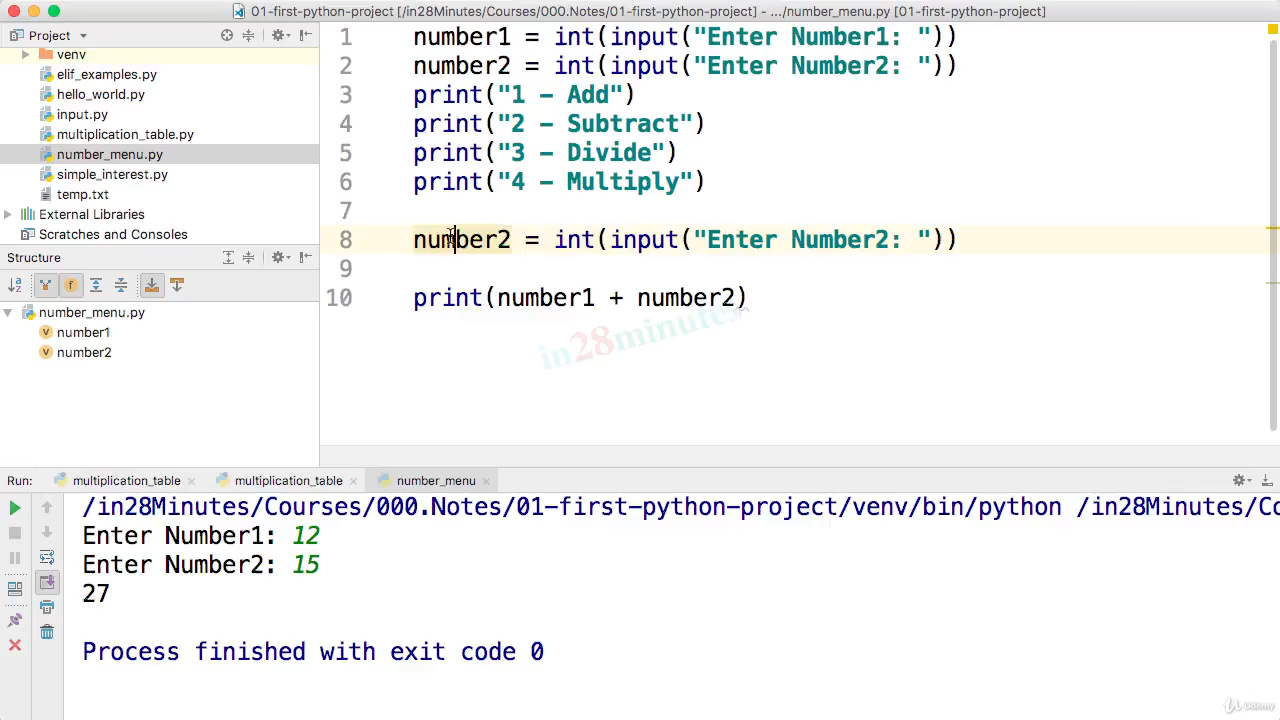 01-first-python-project [/in28Minutes/Courses/000.Notes/01-first-python-project] - .../number_menu.py [01-first-python-project]
Project
venv
elif_examples.py
hello_world.py
input.py
multiplication_table.py
number_menu.py
simple_interest.py
temp.txt
External Libraries
Scratches and Consoles
Structure
number_menu.py
number1
number2
1 number1 = int(input("Enter Number1: "))
2 number2 = int(input("Enter Number2: "))
3 print("1 - Add")
4 print("2 - Subtract")
5 print("3 - Divide")
6 print("4 - Multiply")
7
8 number2 = int(input("Enter Number2: "))
9
10 print(number1 + number2)
in28minutes
Run: multiplication_table multiplication_table number_menu
/in28Minutes/Courses/000.Notes/01-first-python-project/venv/bin/python /in28Minutes/Co
Enter Number1: 12
Enter Number2: 15
27
Process finished with exit code 0
Udemy